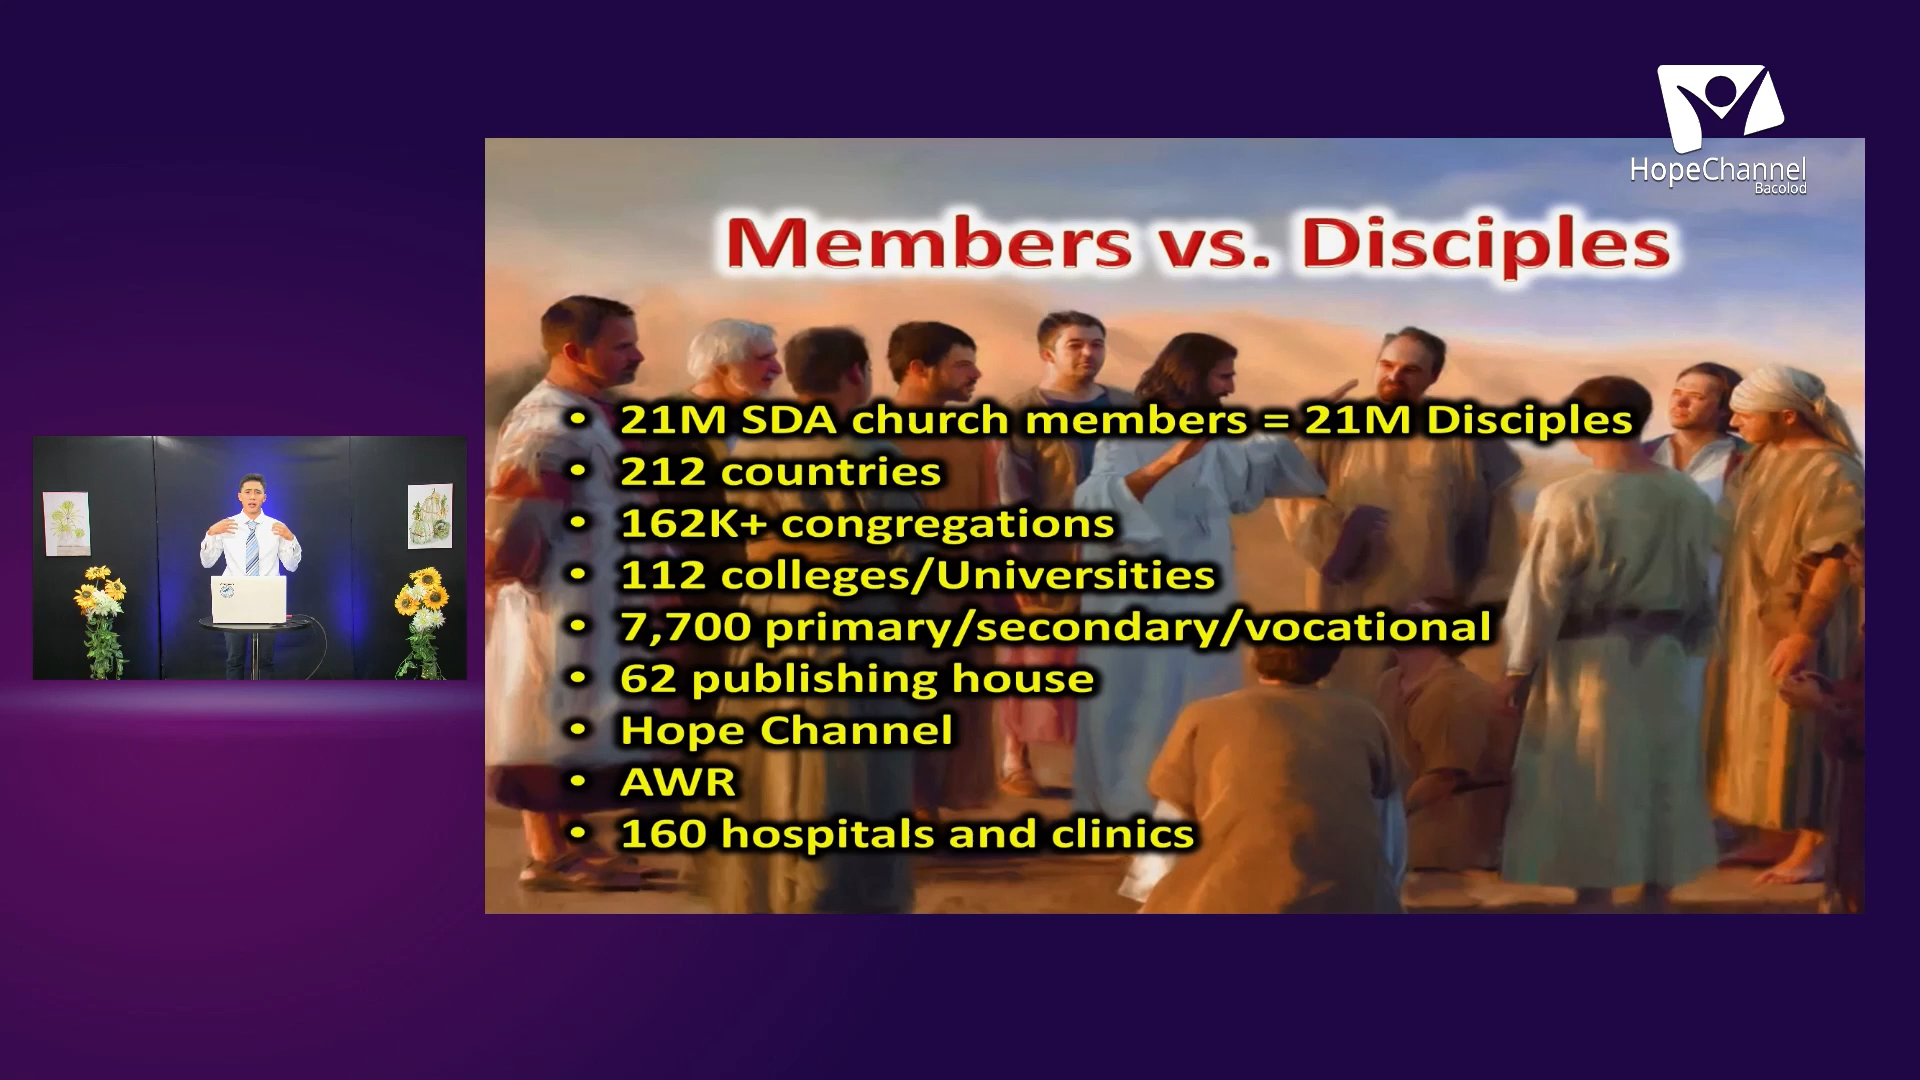 HopeChannel
Bacolod
Members vs. Disciples
• 21M SDA church members = 21M Disciples
• 212 countries
• 162K+ congregations
• 112 colleges/Universities
• 7,700 primary/secondary/vocational
• 62 publishing house
• Hope Channel
• AWR
• 160 hospitals and clinics